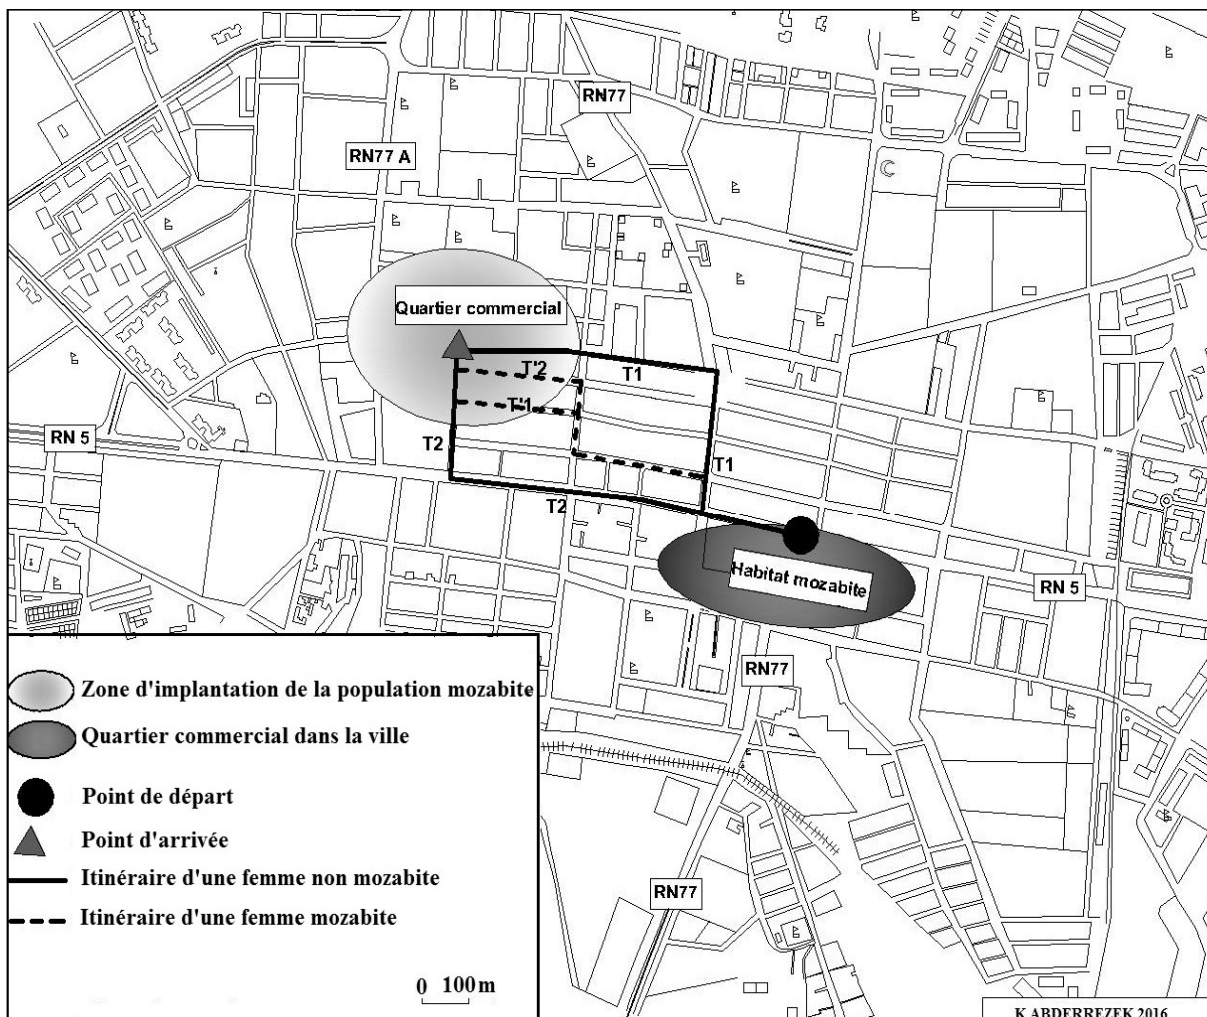 RN77
RN77 A
Quartier commercial
T'2
T1
T'1
RN 5
T2
T1
T2
Habitat mozabite
RN 5
RN77
RN77
Zone d'implantation de la population mozabite
Quartier commercial dans la ville
Point de départ
Point d'arrivée
Itinéraire d'une femme non mozabite
Itinéraire d'une femme mozabite
0 100m
K.ABDERREZEK 2016